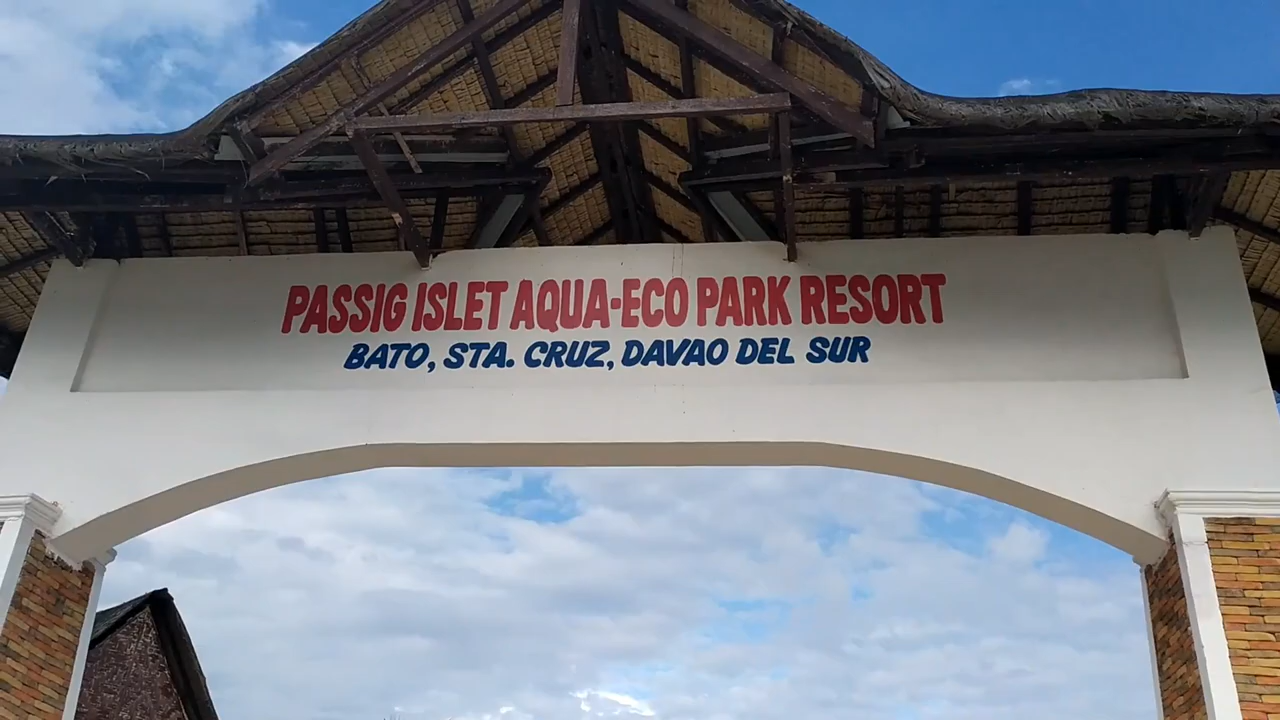 PASSIG ISLET AQUA-ECO PARK RESORT
BATO, STA. CRUZ, DAVAO DEL SUR